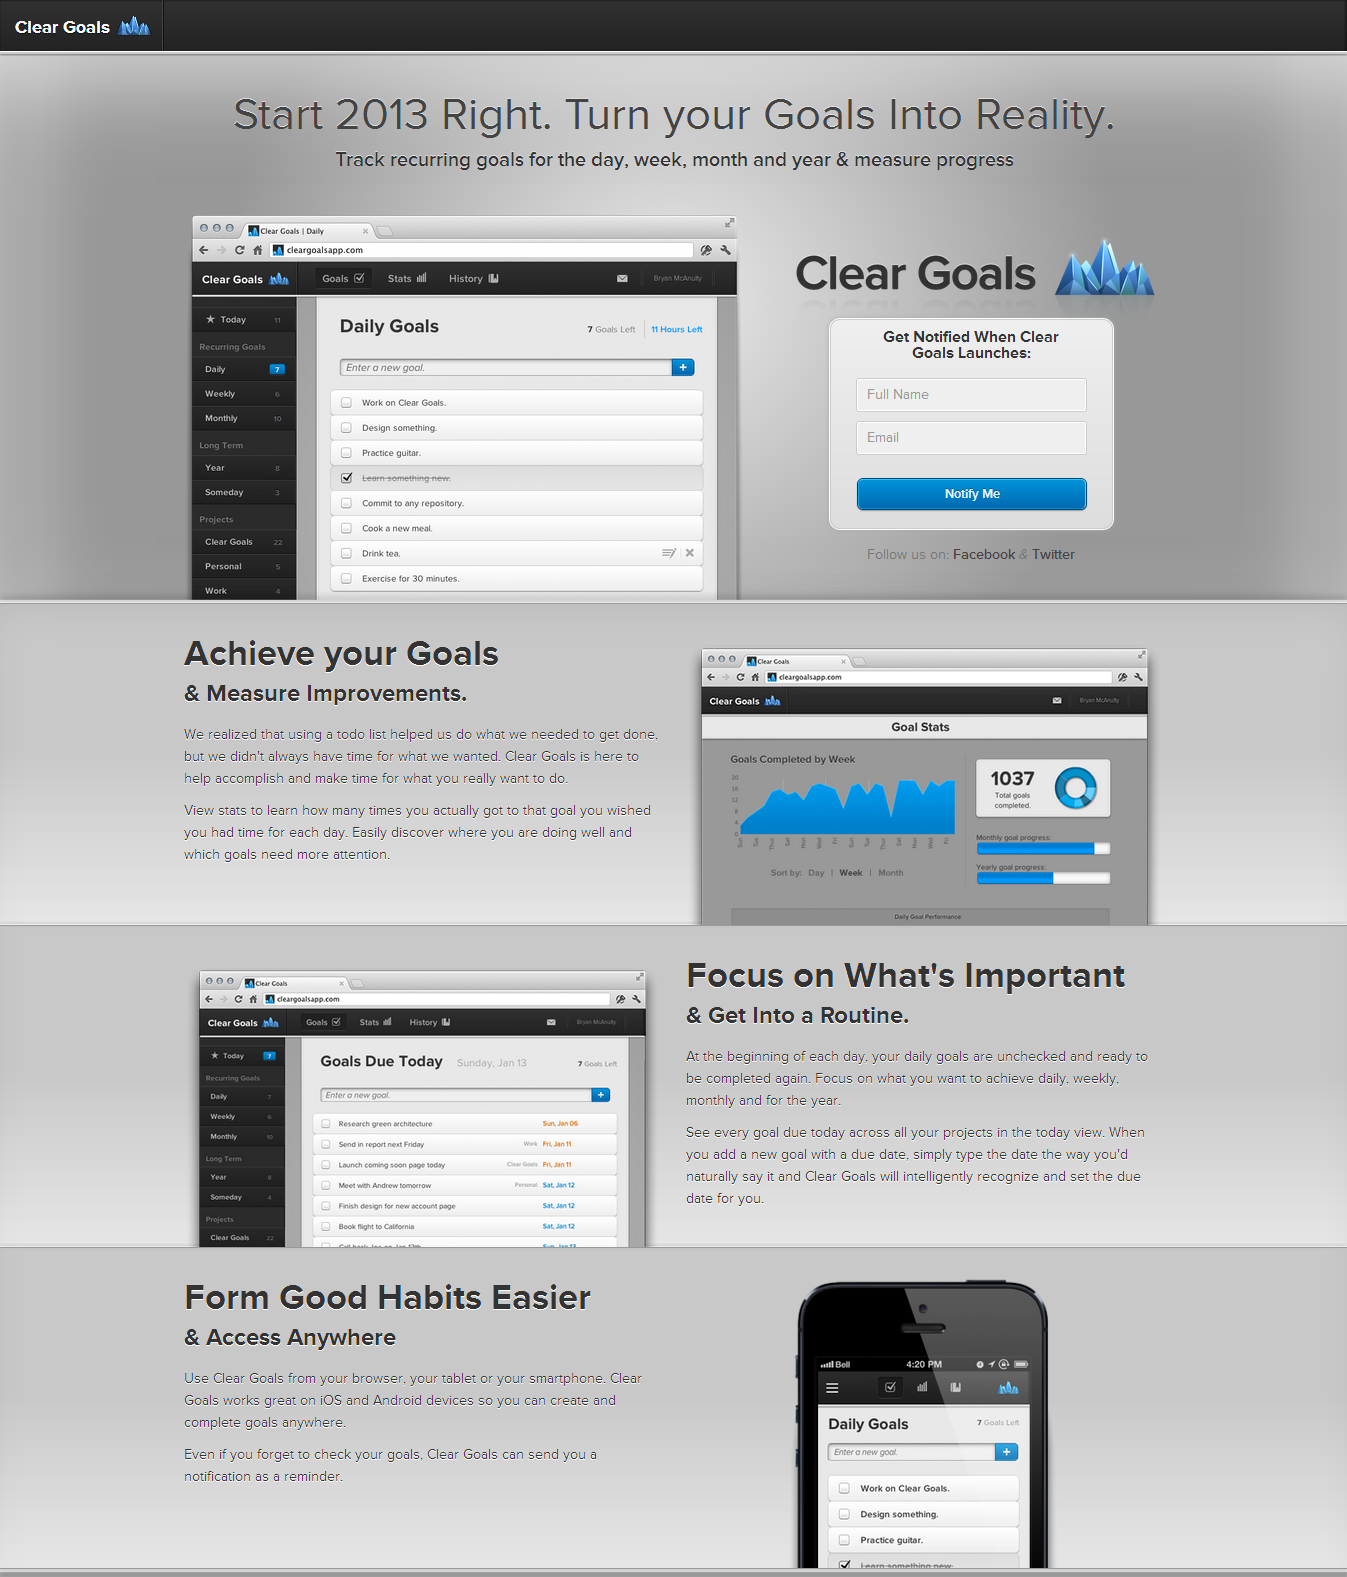 Clear Goals
Start 2013 Right. Turn your Goals Into Reality.
Track recurring goals for the day, week, month and year & measure progress
Clear Goals | Daily
cleargoalsapp.com
Clear Goals
Goals
Stats
History
Bryan McAnulty
Today 11
Recurring Goals
Daily 7
Weekly 6
Monthly 10
Long Term
Year 8
Someday 3
Projects
Clear Goals 22
Personal 5
Work 4
Daily Goals
7 Goals Left
11 Hours Left
Enter a new goal.
Work on Clear Goals.
Design something.
Practice guitar.
Learn something new.
Commit to any repository.
Cook a new meal.
Drink tea.
Exercise for 30 minutes.
Clear Goals
Get Notified When Clear
Goals Launches:
Full Name
Email
Notify Me
Follow us on: Facebook & Twitter
Achieve your Goals
& Measure Improvements.
We realized that using a todo list helped us do what we needed to get done,
but we didn't always have time for what we wanted. Clear Goals is here to
help accomplish and make time for what you really want to do.
View stats to learn how many times you actually got to that goal you wished
you had time for each day. Easily discover where you are doing well and
which goals need more attention.
Clear Goals
cleargoalsapp.com
Clear Goals
Bryan McAnulty
Goal Stats
Goals Completed by Week
20
16
12
8
4
0
Sun Tue Thur Sat Mon Wed Fri Sun Tue Thur Sat Mon Wed Fri
Sort by: Day | Week | Month
1037
Total goals
completed.
Monthly goal progress:
Yearly goal progress:
Daily Goal Performance
Clear Goals
cleargoalsapp.com
Clear Goals
Goals
Stats
History
Bryan McAnulty
Today 7
Recurring Goals
Daily 7
Weekly 6
Monthly 10
Long Term
Year 8
Someday 4
Projects
Clear Goals 22
Goals Due Today
Sunday, Jan 13
7 Goals Left
Enter a new goal.
Research green architecture Sun, Jan 06
Send in report next Friday Work Fri, Jan 11
Launch coming soon page today Clear Goals Fri, Jan 11
Meet with Andrew tomorrow Personal Sat, Jan 12
Finish design for new account page Sat, Jan 12
Book flight to California Sat, Jan 12
Focus on What's Important
& Get Into a Routine.
At the beginning of each day, your daily goals are unchecked and ready to
be completed again. Focus on what you want to achieve daily, weekly,
monthly and for the year.
See every goal due today across all your projects in the today view. When
you add a new goal with a due date, simply type the date the way you'd
naturally say it and Clear Goals will intelligently recognize and set the due
date for you.
Form Good Habits Easier
& Access Anywhere
Use Clear Goals from your browser, your tablet or your smartphone. Clear
Goals works great on iOS and Android devices so you can create and
complete goals anywhere.
Even if you forget to check your goals, Clear Goals can send you a
notification as a reminder.
Bell
4:20 PM
Daily Goals
7 Goals Left
Enter a new goal.
Work on Clear Goals.
Design something.
Practice guitar.
Learn something new.